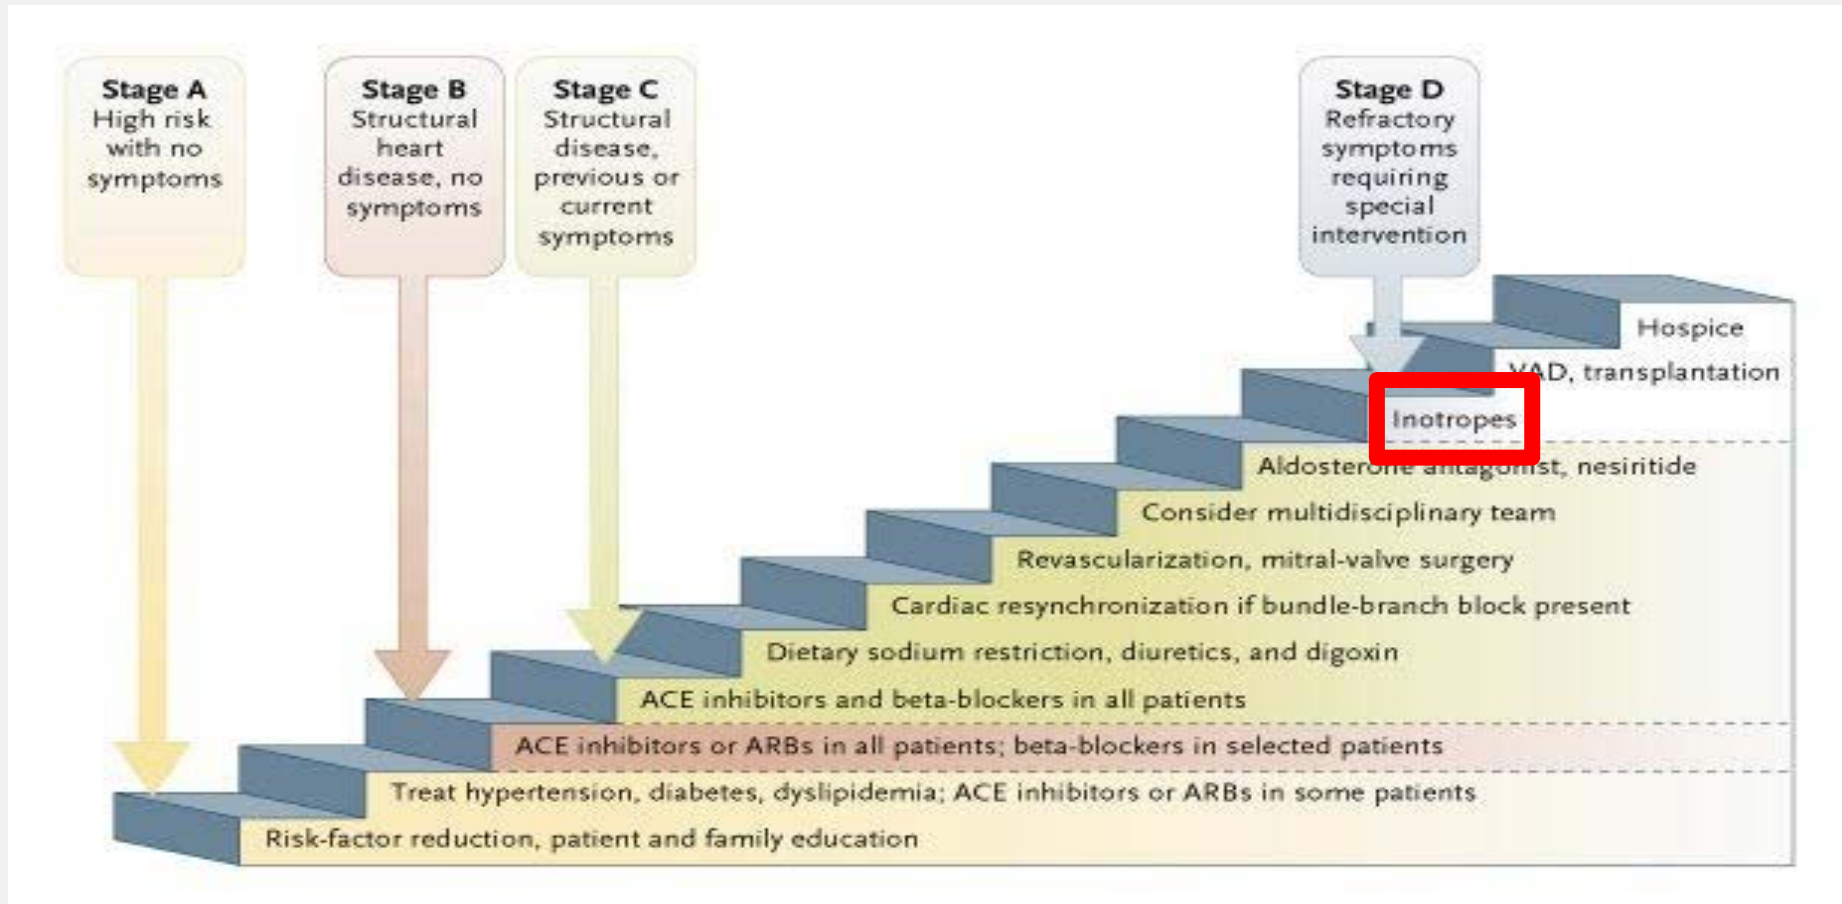 Stage A
High risk
with no
symptoms
Stage B
Structural
heart
disease, no
symptoms
Stage C
Structural
disease,
previous or
current
symptoms
Stage D
Refractory
symptoms
requiring
special
intervention
Hospice
VAD, transplantation
Inotropes
Aldosterone antagonist, nesiritide
Consider multidisciplinary team
Revascularization, mitral-valve surgery
Cardiac resynchronization if bundle-branch block present
Dietary sodium restriction, diuretics, and digoxin
ACE inhibitors and beta-blockers in all patients
ACE inhibitors or ARBs in all patients; beta-blockers in selected patients
Treat hypertension, diabetes, dyslipidemia; ACE inhibitors or ARBs in some patients
Risk-factor reduction, patient and family education